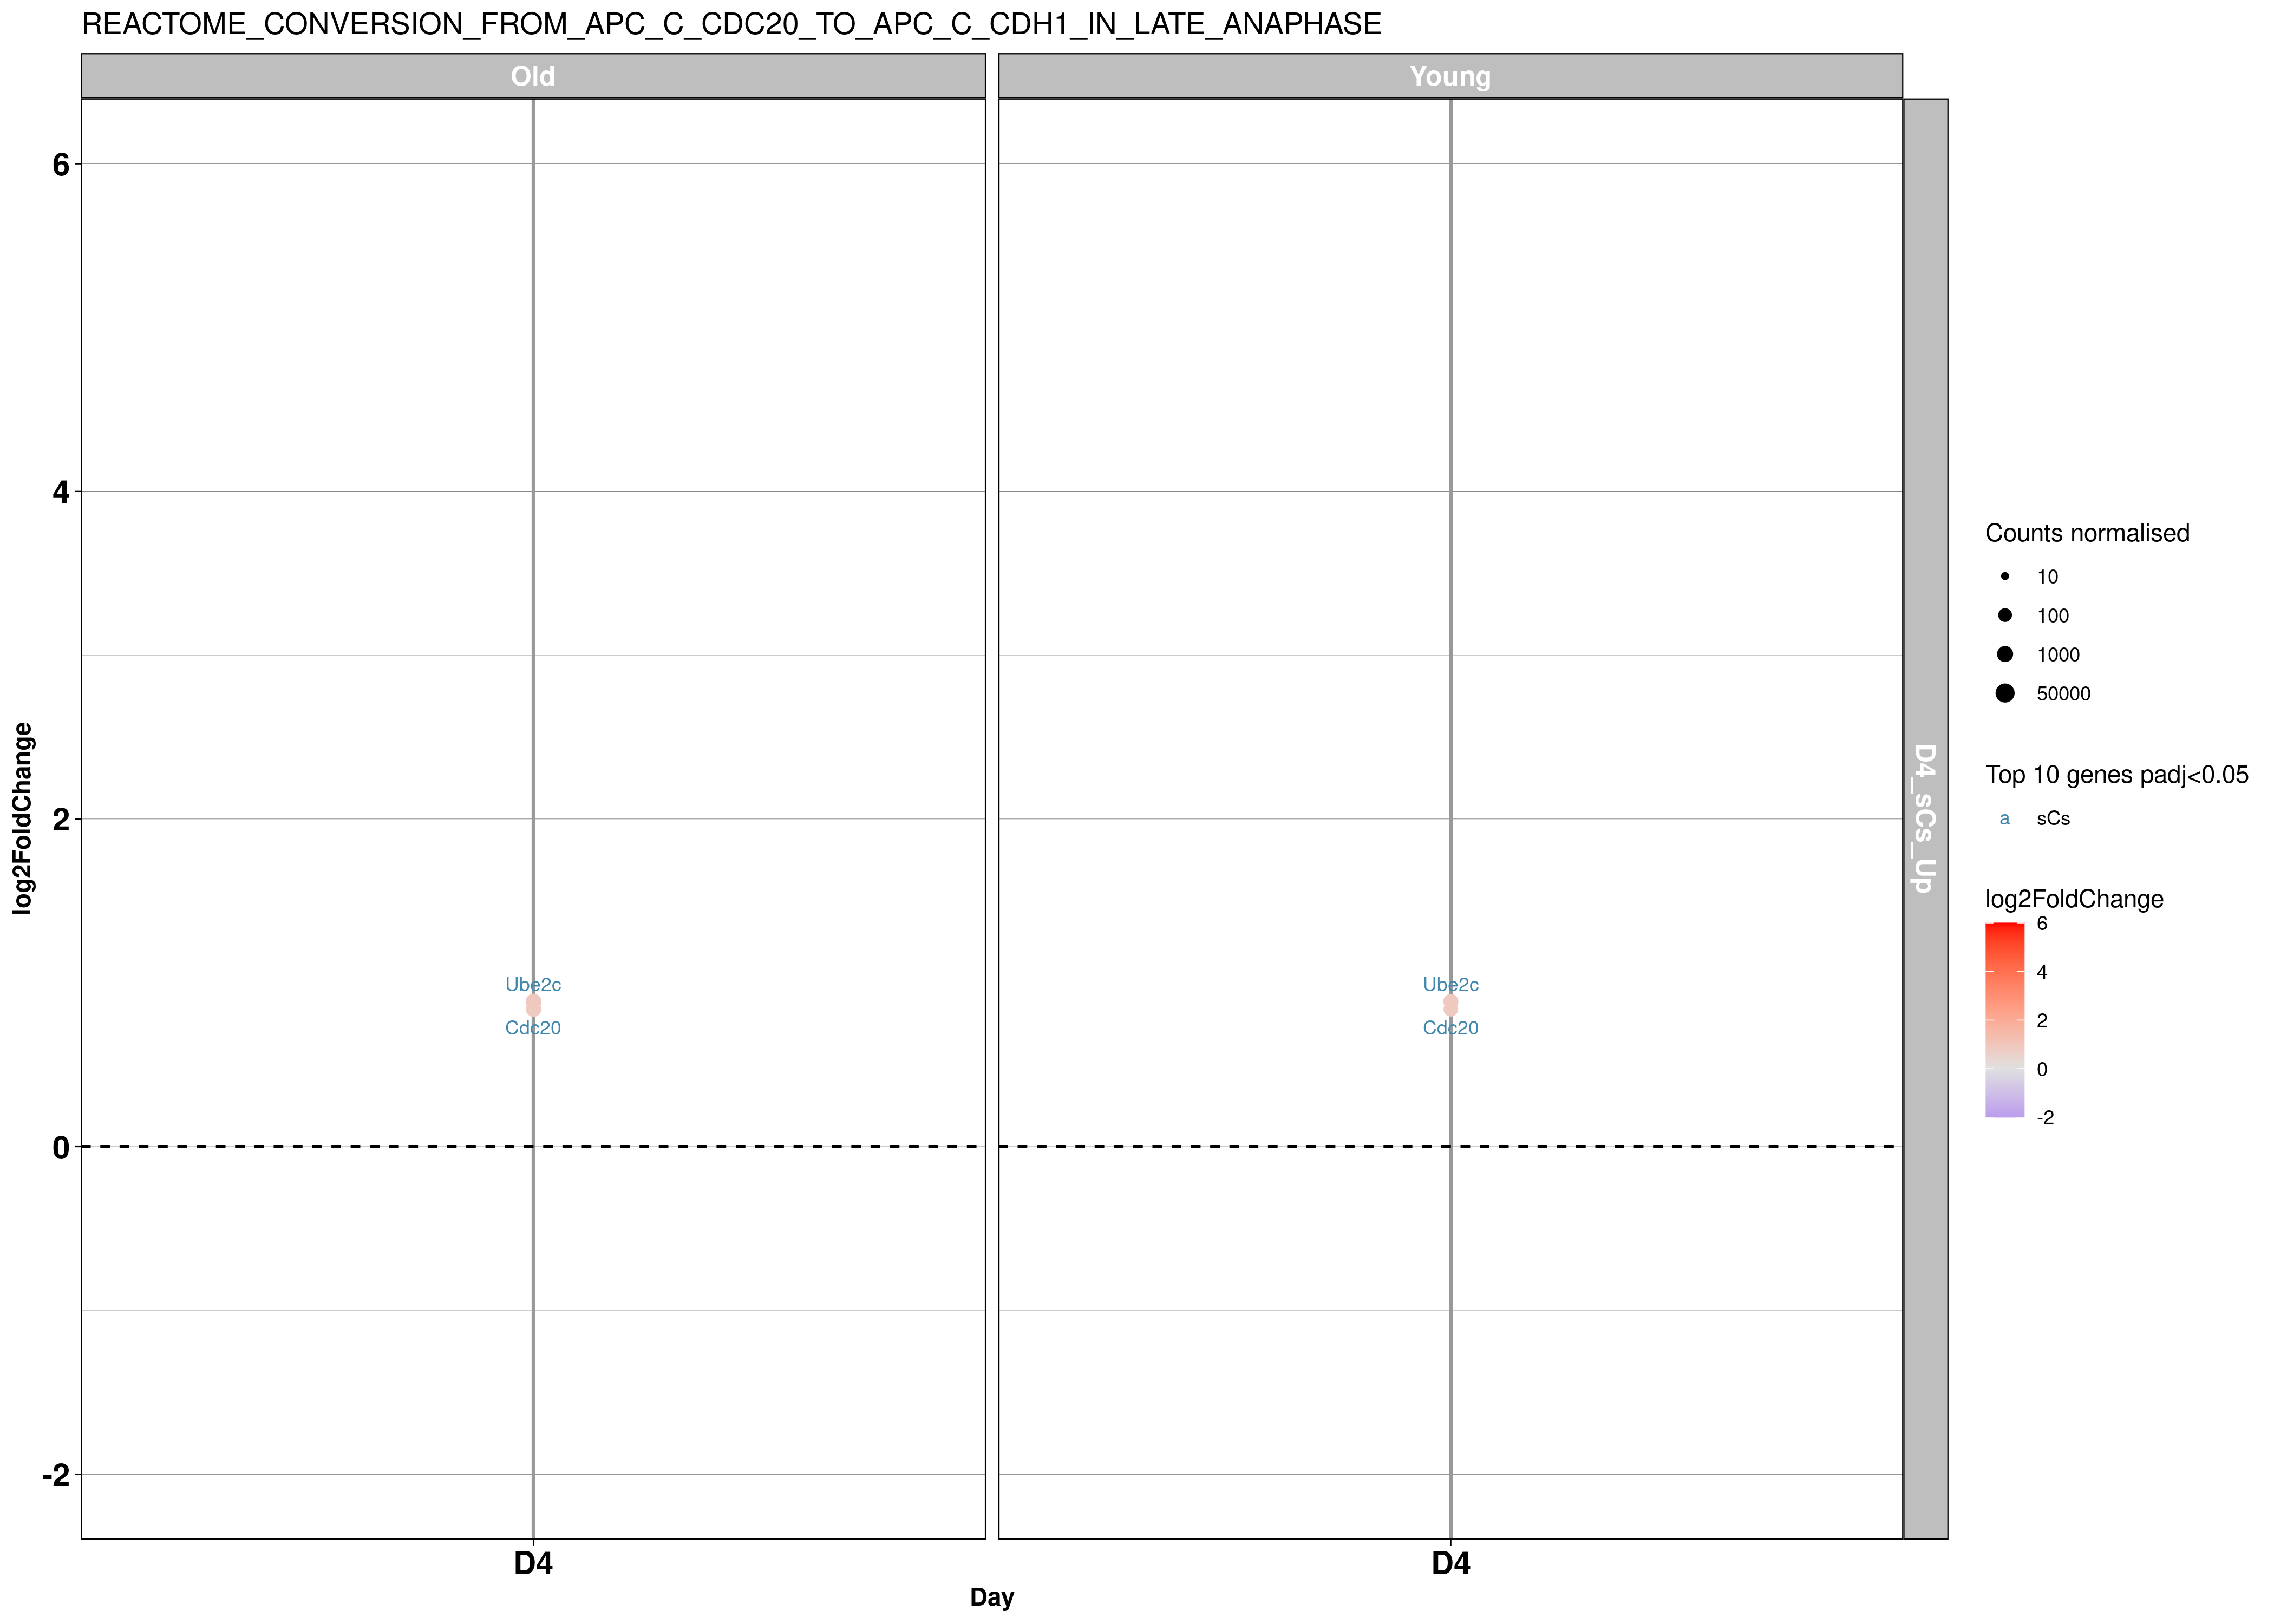 REACTOME_CONVERSION_FROM_APC_C_CDC20_TO_APC_C_CDH1_IN_LATE_ANAPHASE
Old
Young
6
4
2
0
-2
log2FoldChange
Ube2c
Cdc20
Ube2c
Cdc20
D4
D4
Day
D4_sCs_Up
Counts normalised
10
100
1000
50000
Top 10 genes padj<0.05
a sCs
log2FoldChange
6
4
2
0
-2